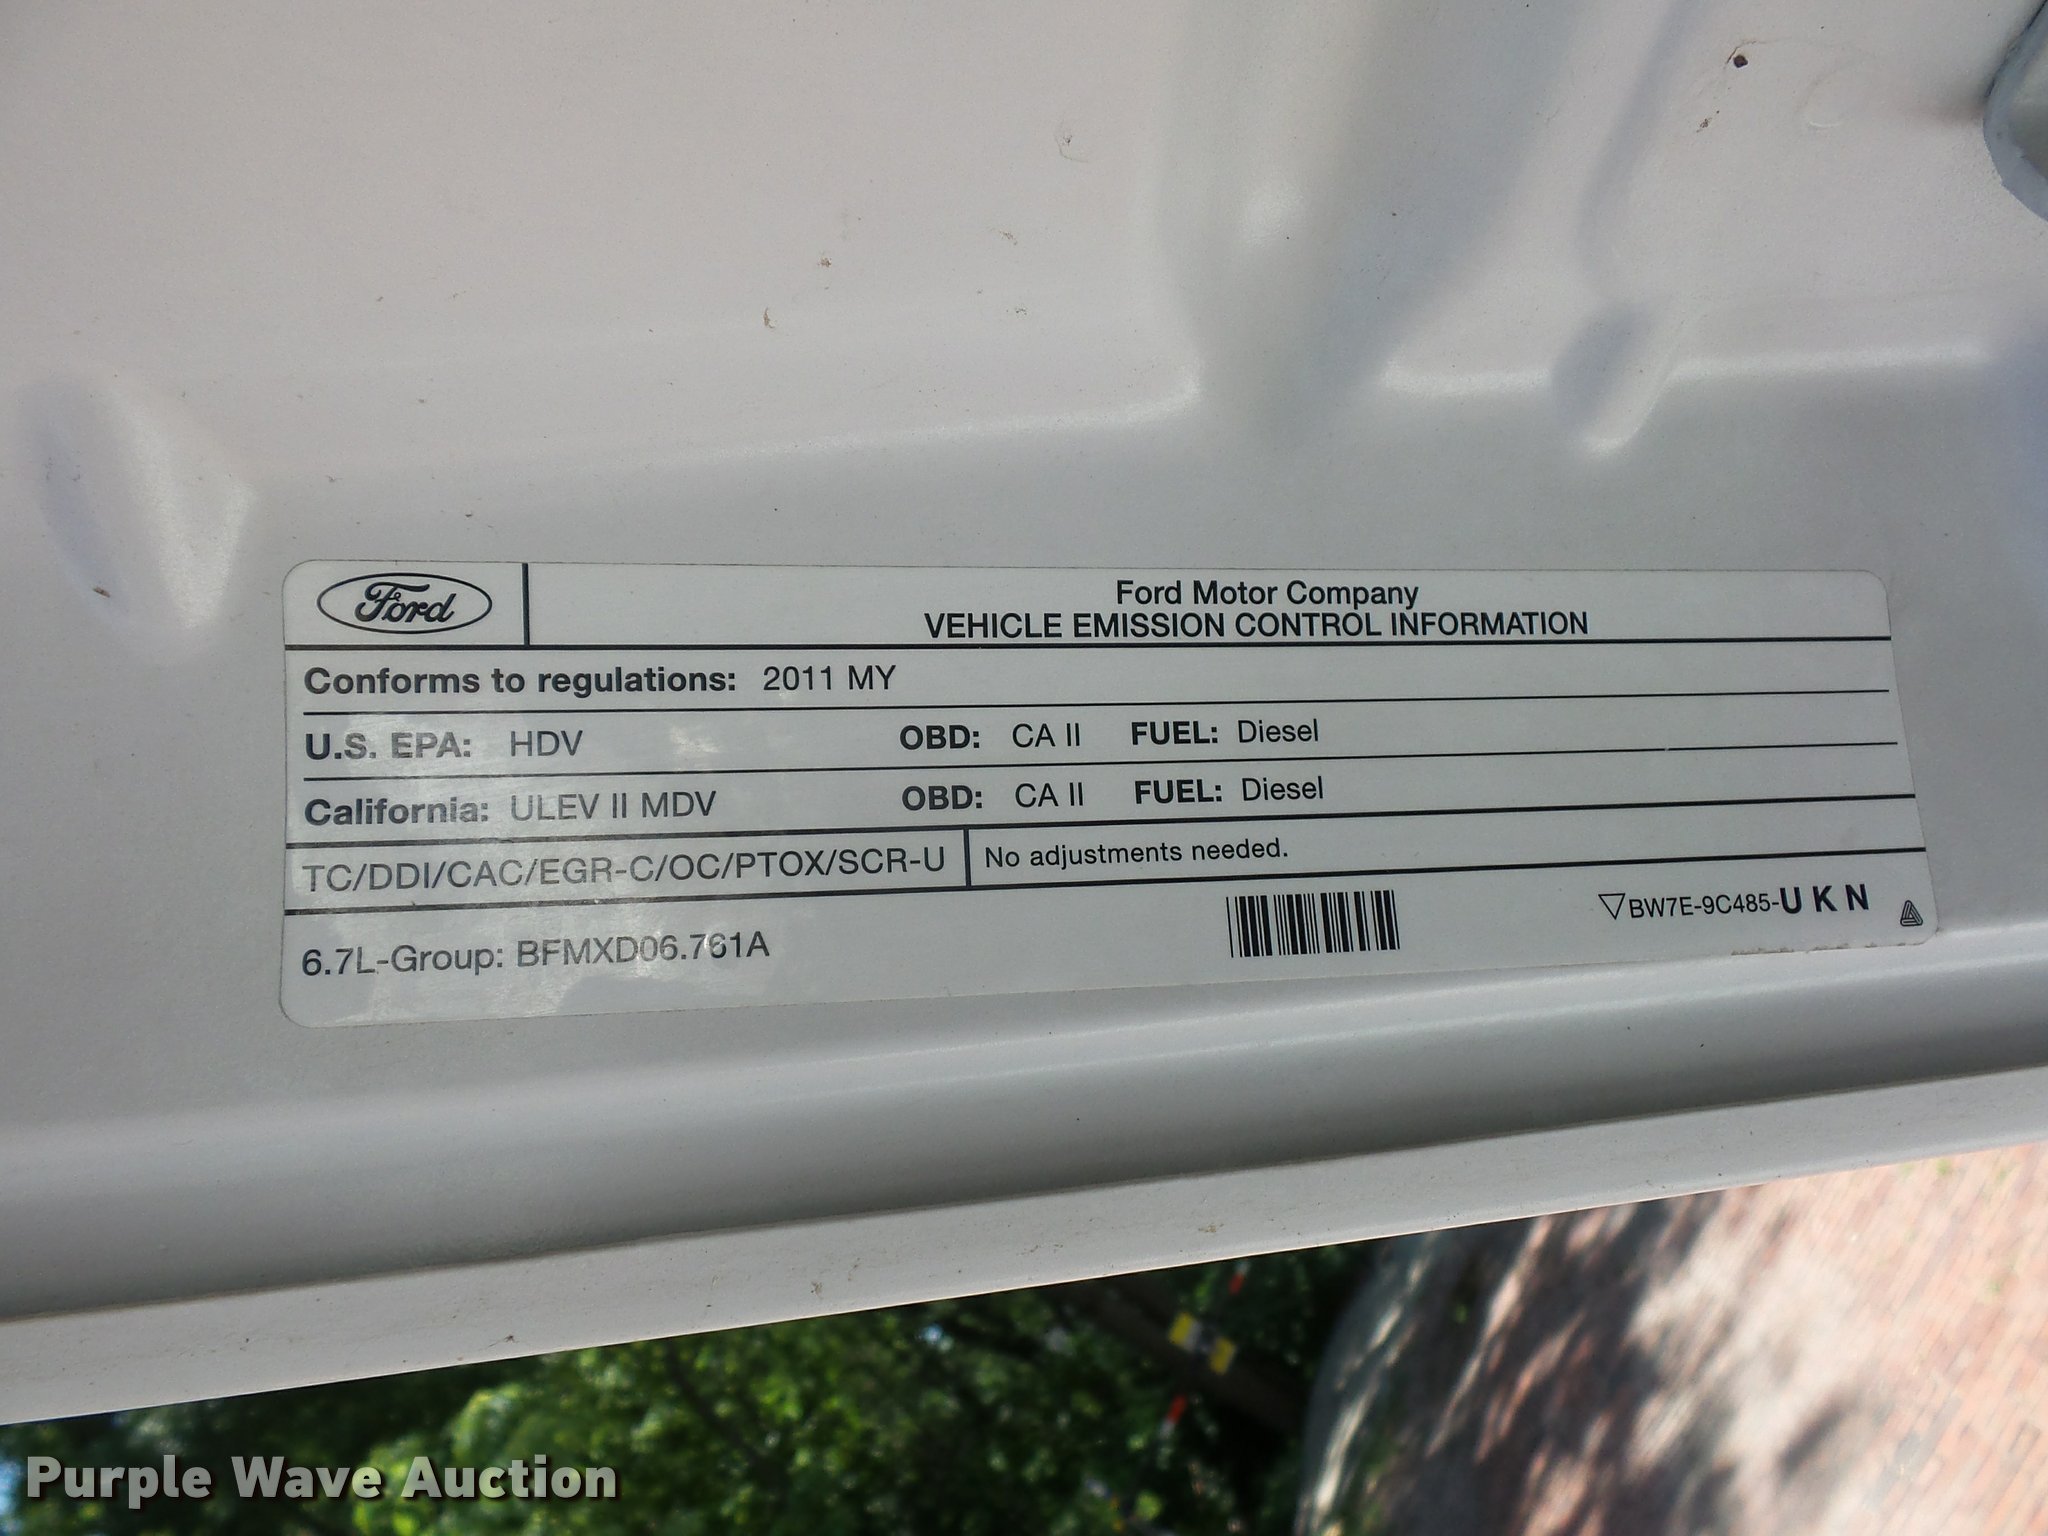 Ford
Ford Motor Company
VEHICLE EMISSION CONTROL INFORMATION
Conforms to regulations: 2011 MY
U.S. EPA: HDV OBD: CA II FUEL: Diesel
California: ULEV II MDV OBD: CA II FUEL: Diesel
TC/DDI/CAC/EGR-C/OC/PTOX/SCR-U No adjustments needed.
6.7L-Group: BFMXD06.761A BW7E-9C485-U K N
Purple Wave Auction